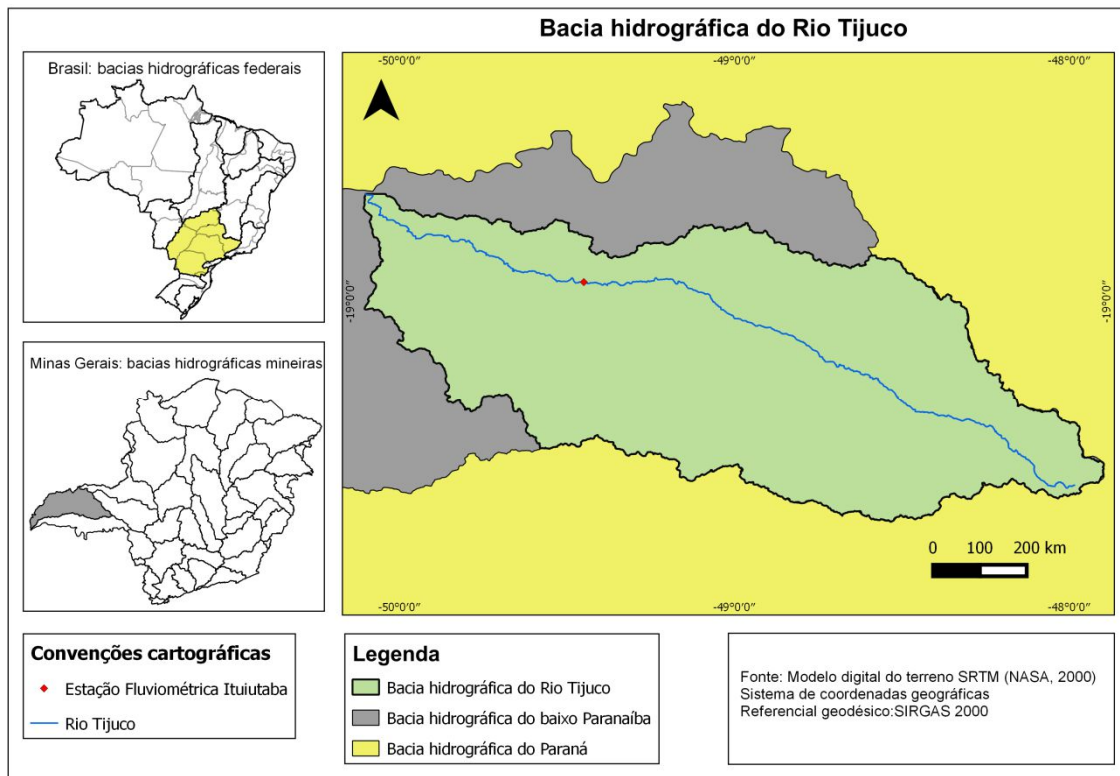 Bacia hidrográfica do Rio Tijuco
Brasil: bacias hidrográficas federais
Minas Gerais: bacias hidrográficas mineiras
-50°0'0"
-49°0'0"
-48°0'0"
-19°0'0"
-19°0'0"
0 100 200 km
-50°0'0"
-49°0'0"
-48°0'0"
Convenções cartográficas
Estação Fluviométrica Ituiutaba
Rio Tijuco
Legenda
Bacia hidrográfica do Rio Tijuco
Bacia hidrográfica do baixo Paranaíba
Bacia hidrográfica do Paraná
Fonte: Modelo digital do terreno SRTM (NASA, 2000)
Sistema de coordenadas geográficas
Referencial geodésico:SIRGAS 2000